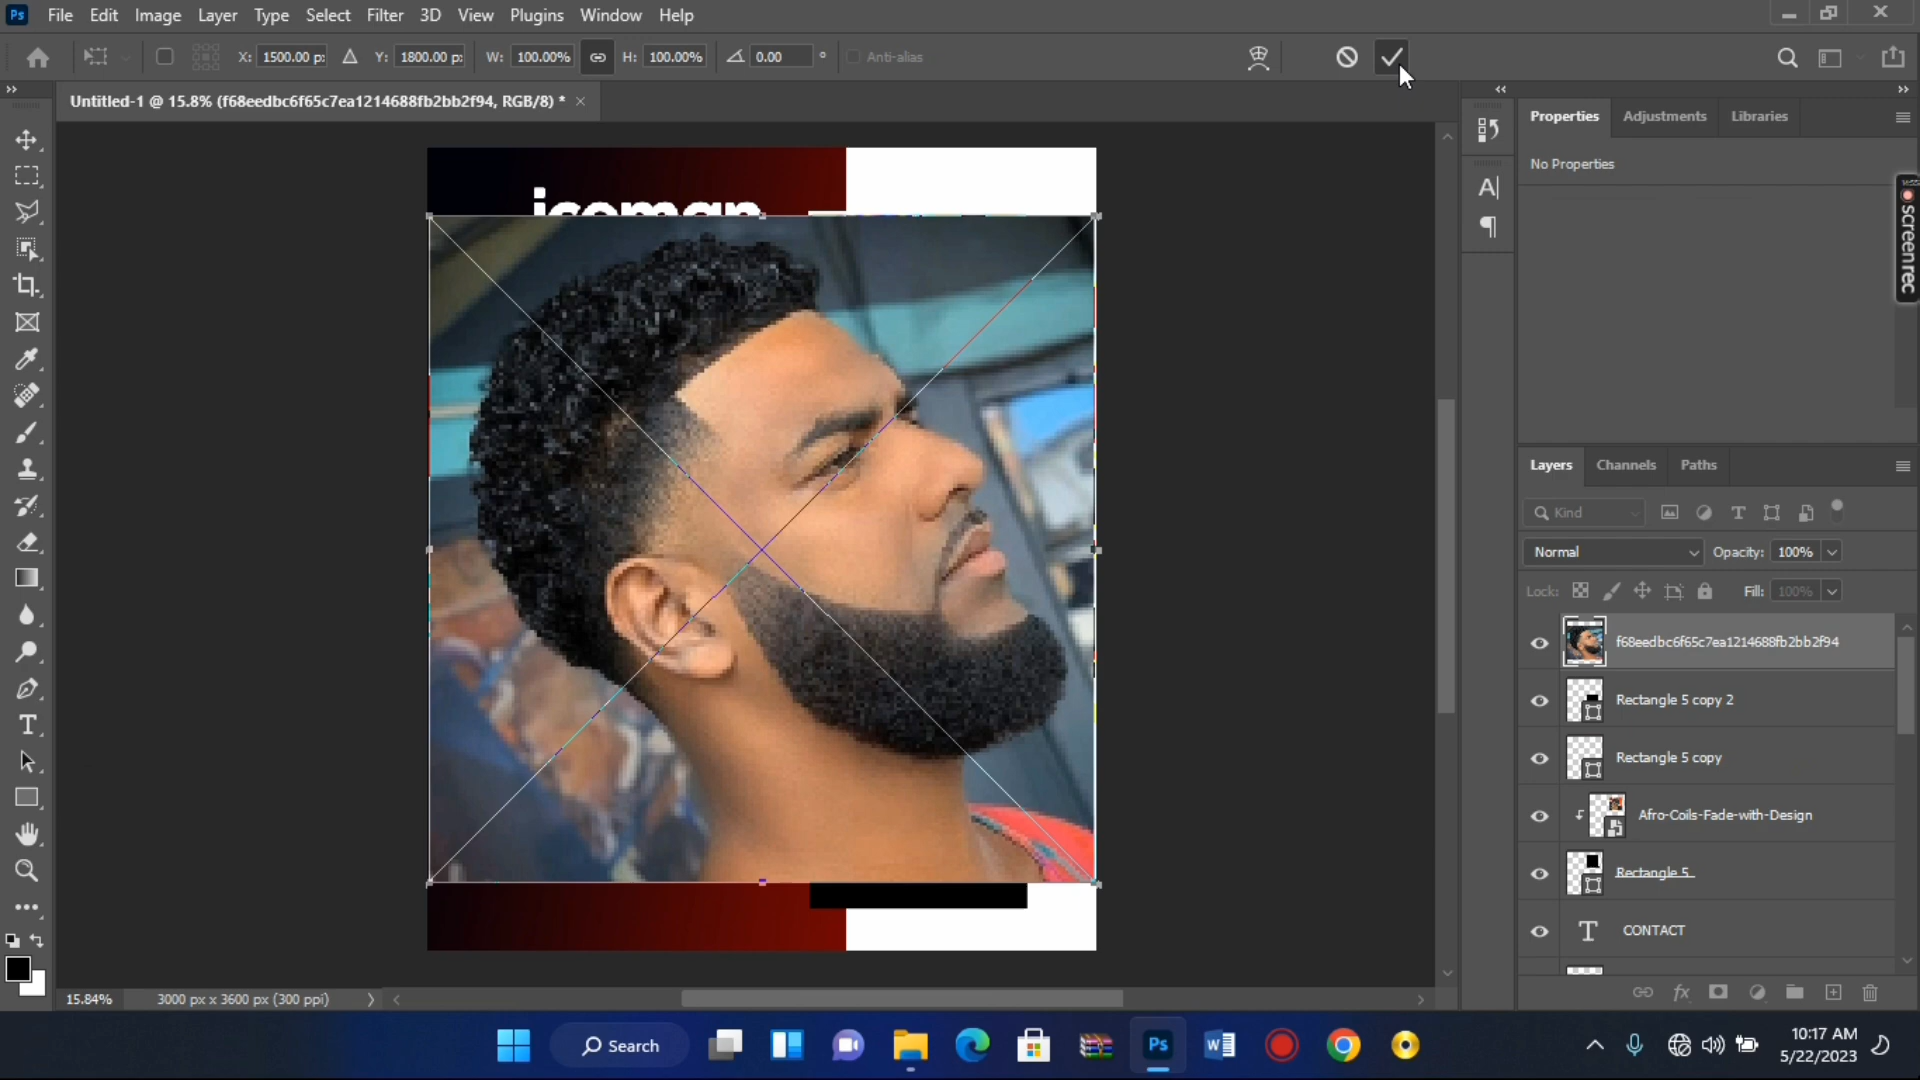 Ps File Edit Image Layer Type Select Filter 3D View Plugins Window Help
X: 1500.00 p: Y: 1800.00 p: W: 100.00% H: 100.00% 0.00 ° Anti-alias
Untitled-1 @ 15.8% (f68eedbc6f65c7ea1214688fb2bb2f94, RGB/8) *
Properties Adjustments Libraries
No Properties
screenrec
isoman
Layers Channels Paths
Kind
Normal Opacity: 100%
Lock: Fill: 100%
f68eedbc6f65c7ea1214688fb2bb2f94
Rectangle 5 copy 2
Rectangle 5 copy
Afro-Coils-Fade-with-Design
Rectangle 5
CONTACT
15.84% 3000 px x 3600 px (300 ppi)
Search
10:17 AM
5/22/2023